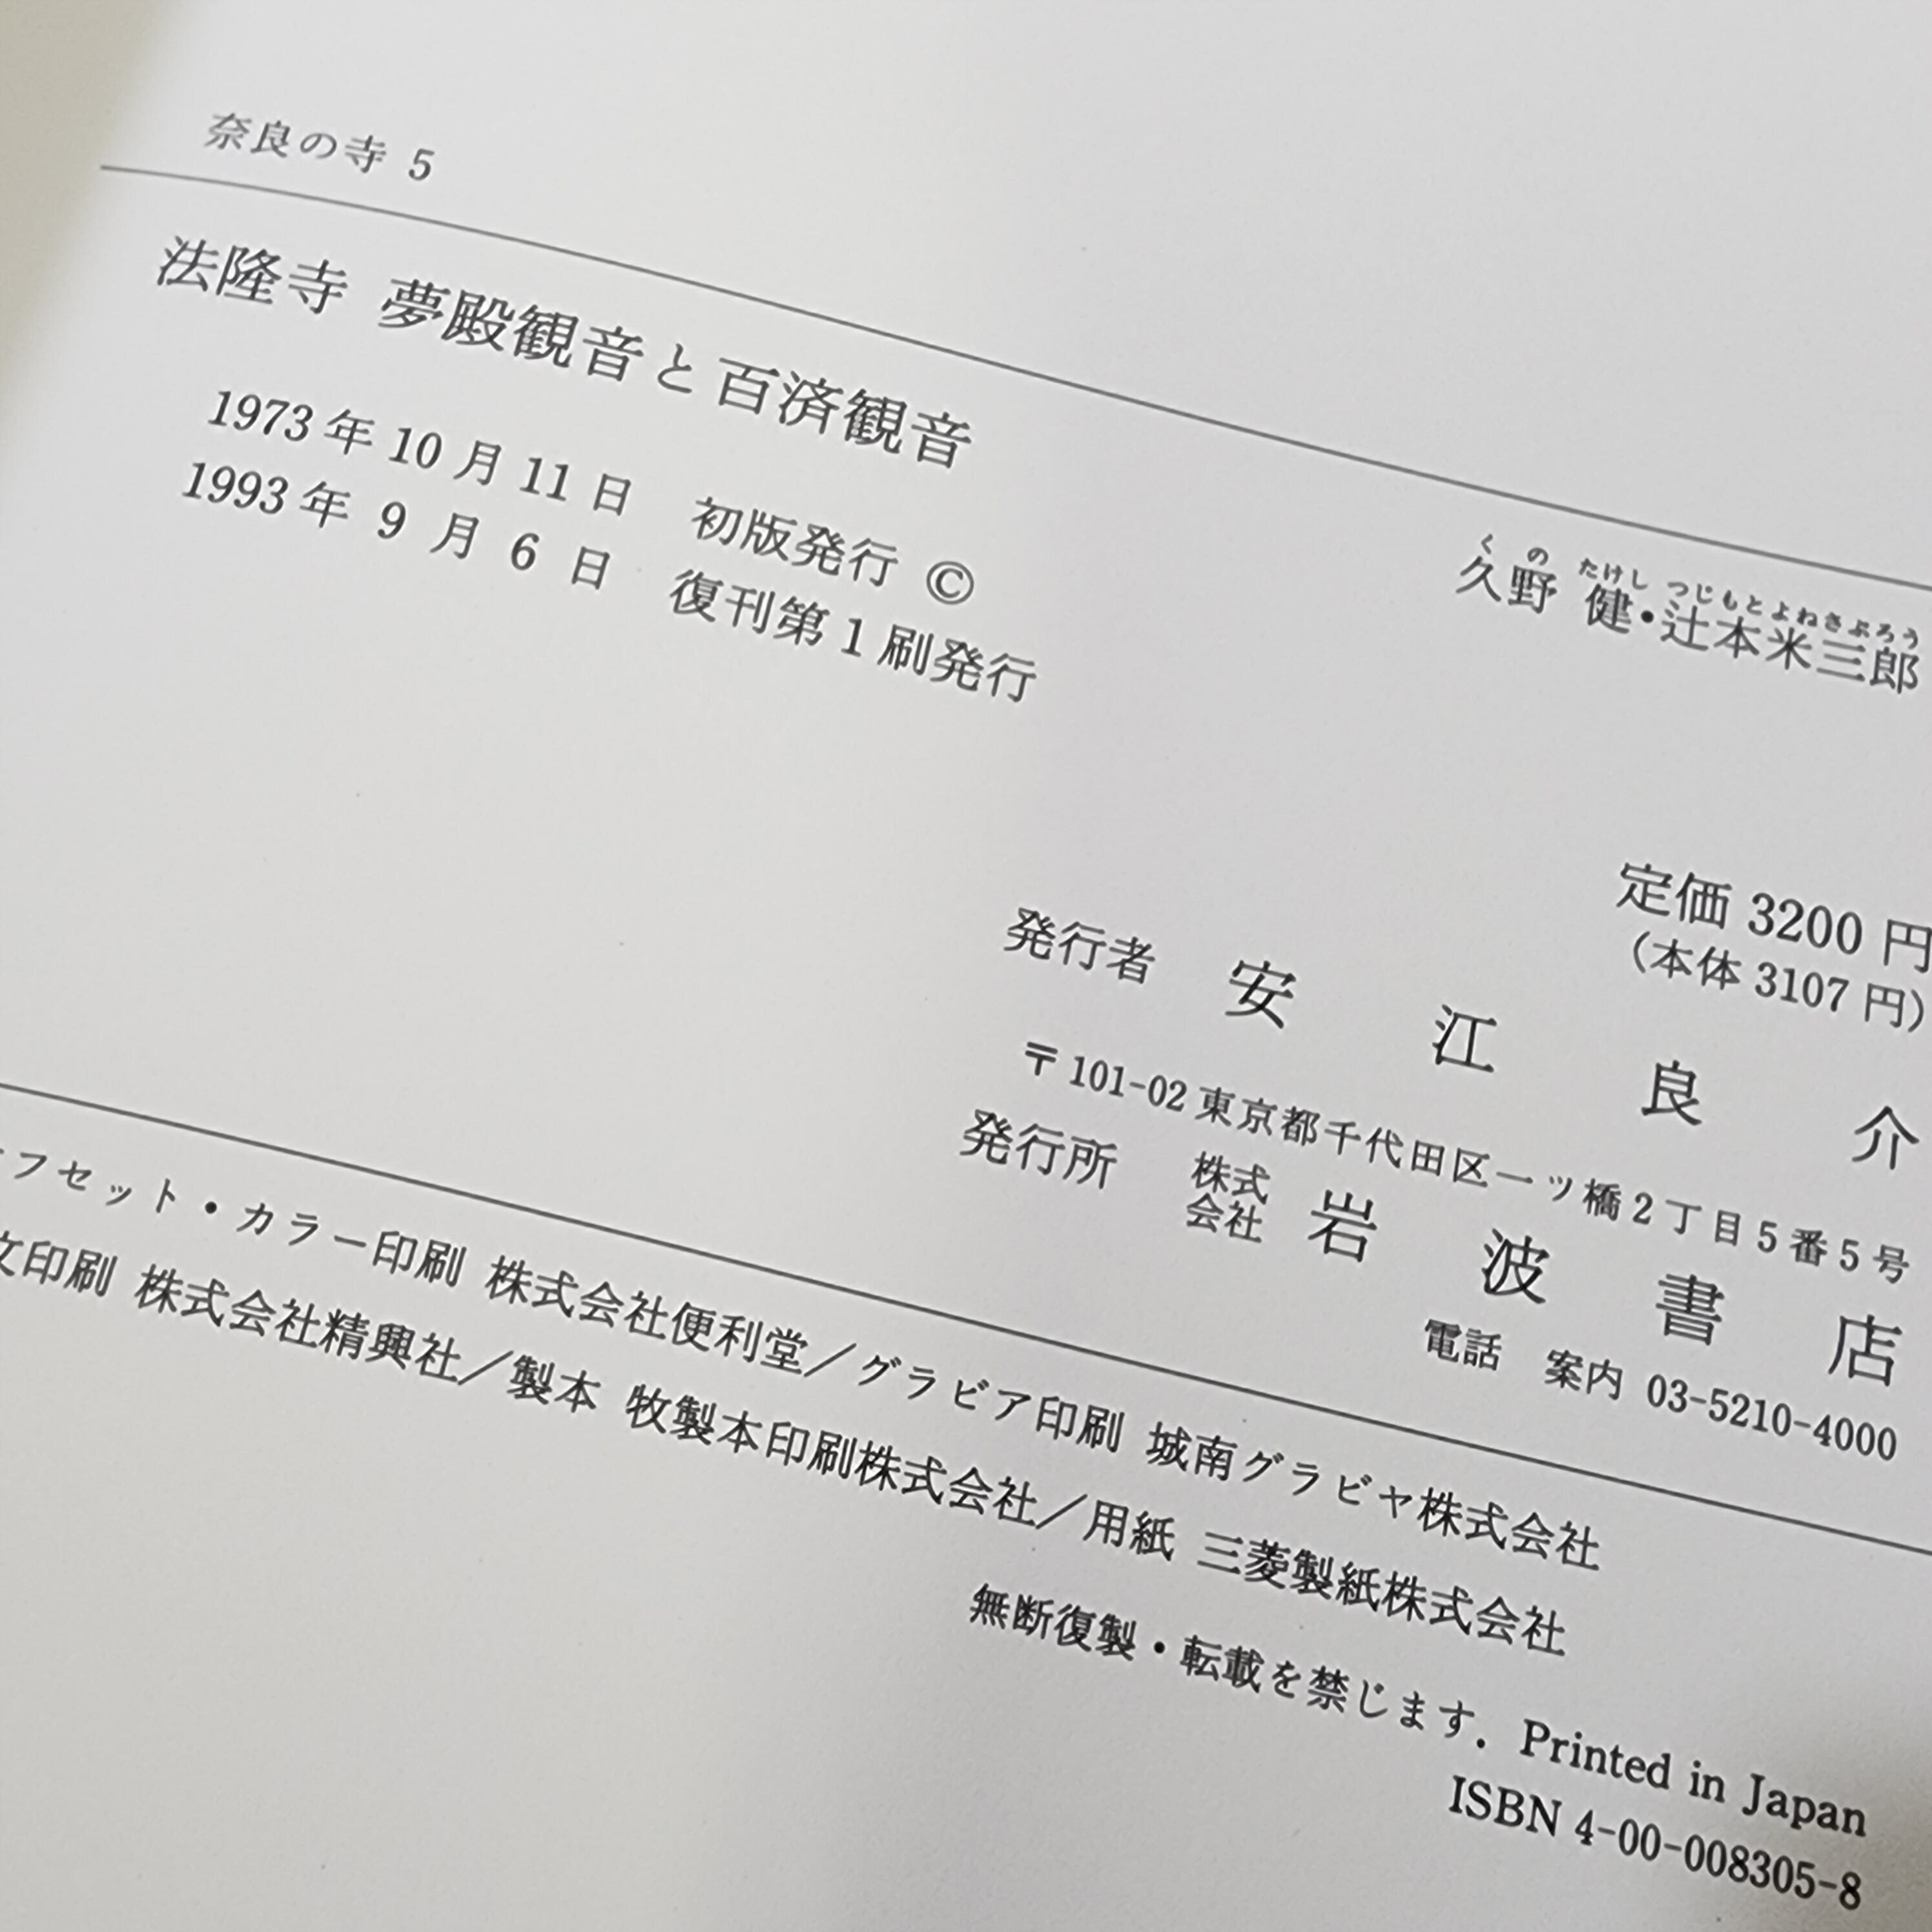 奈良の寺 5
法隆寺 夢殿観音と百済観音
1973年10月11日 初版発行 ©
1993年 9 月 6 日 復刊第1刷発行
くの たけし つじもとよねさぶろう
久野 健・辻本米三郎
定価 3200 円
(本体 3107 円)
発行者 安江良介
〒101-02 東京都千代田区一ツ橋2丁目5番5号
発行所 株式会社 岩波書店
電話 案内 03-5210-4000
フセット・カラー印刷 株式会社便利堂／グラビア印刷 城南グラビヤ株式会社
文印刷 株式会社精興社／製本 牧製本印刷株式会社／用紙 三菱製紙株式会社
無断復製・転載を禁じます. Printed in Japan
ISBN 4-00-008305-8